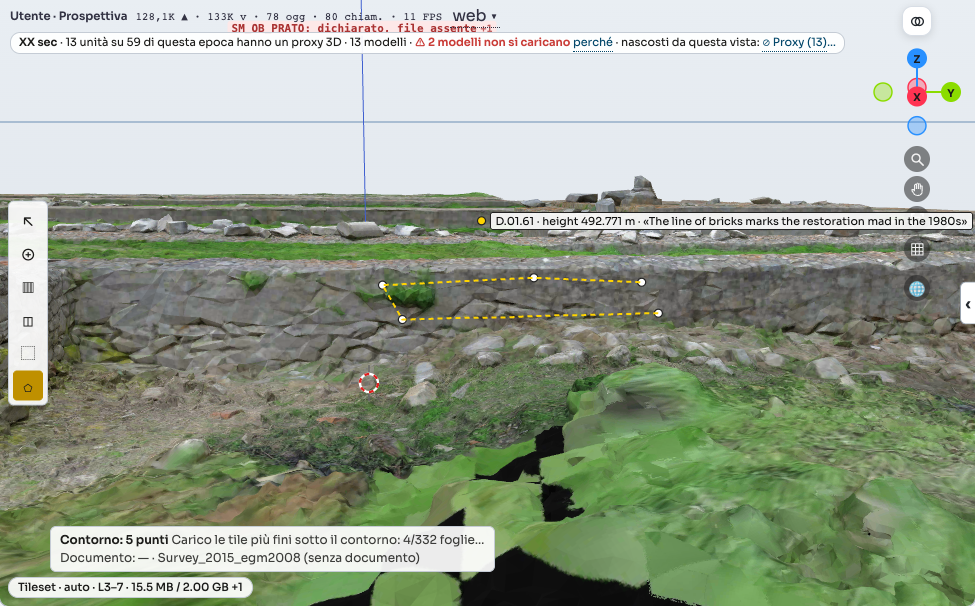 Utente · Prospettiva 128,1K ▲ · 133K v · 78 ogg · 80 chiam. · 11 FPS web ▾
SM OB PRATO: dichiarato, file assente +1
XX sec · 13 unità su 59 di questa epoca hanno un proxy 3D · 13 modelli · ⚠ 2 modelli non si caricano perché · nascosti da questa vista: ⊘ Proxy (13)...
Z
X
Y
D.01.61 · height 492.771 m · «The line of bricks marks the restoration mad in the 1980s»
Contorno: 5 punti Carico le tile più fini sotto il contorno: 4/332 foglie...
Documento: — · Survey_2015_egm2008 (senza documento)
Tileset · auto · L3–7 · 15.5 MB / 2.00 GB +1